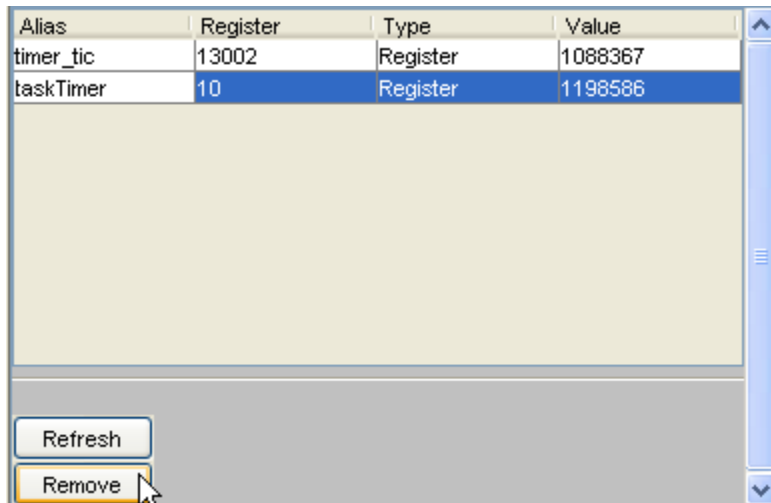 Alias Register Type Value
timer_tic 13002 Register 1088367
taskTimer 10 Register 1198586
Refresh
Remove